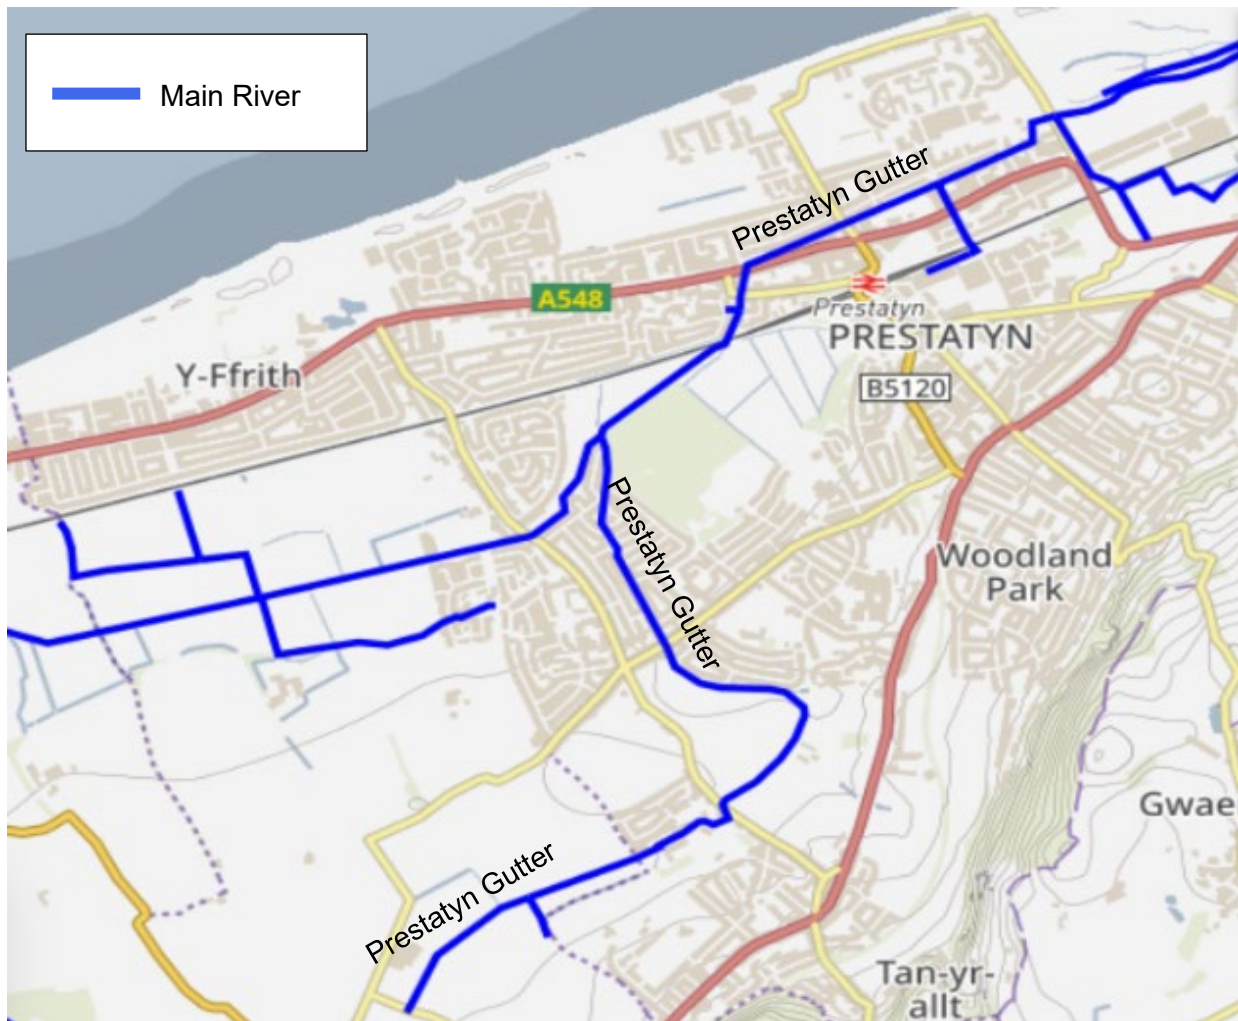 Main River
Prestatyn Gutter
A548
Prestatyn
PRESTATYN
Y-Ffrith
B5120
Prestatyn Gutter
Woodland
Park
Gwae
Prestatyn Gutter
Tan-yr-
allt